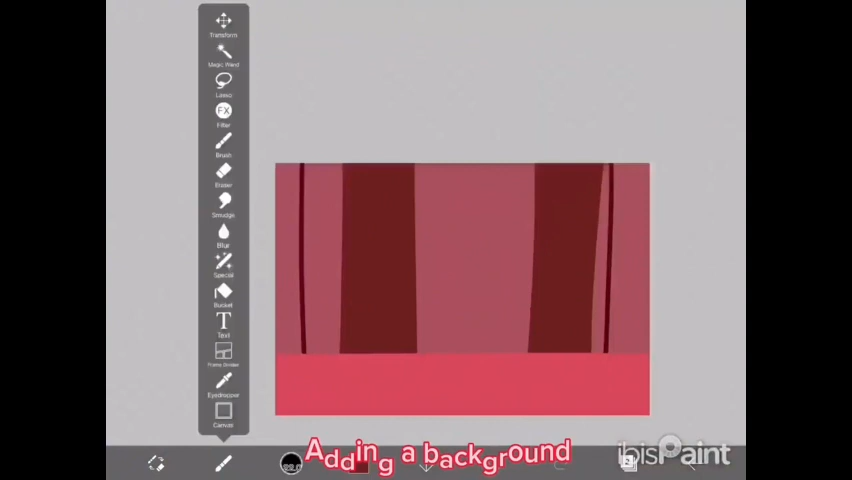 Transform
Magic Wand
Lasso
FX
Filter
Brush
Eraser
Smudge
Blur
Special
Bucket
T
Text
Frame Divider
Eyedropper
Canvas
Adding a background
ibisPaint